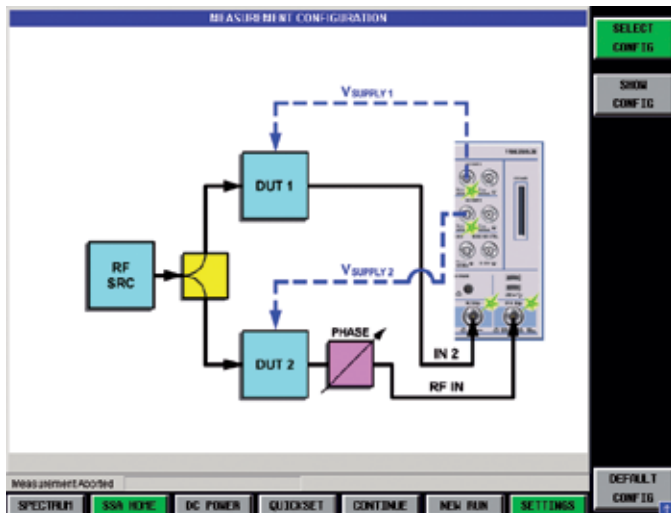 MEASUREMENT CONFIGURATION
SELECT
CONFIG
SHOW
CONFIG
VSUPPLY 1
DUT 1
RF
SRC
VSUPPLY 2
DUT 2
PHASE
IN 2
RF IN
Measurement Aborted
DEFAULT
CONFIG
SPECTRUM
SSA HOME
DC POWER
QUICKSET
CONTINUE
NEW RUN
SETTINGS